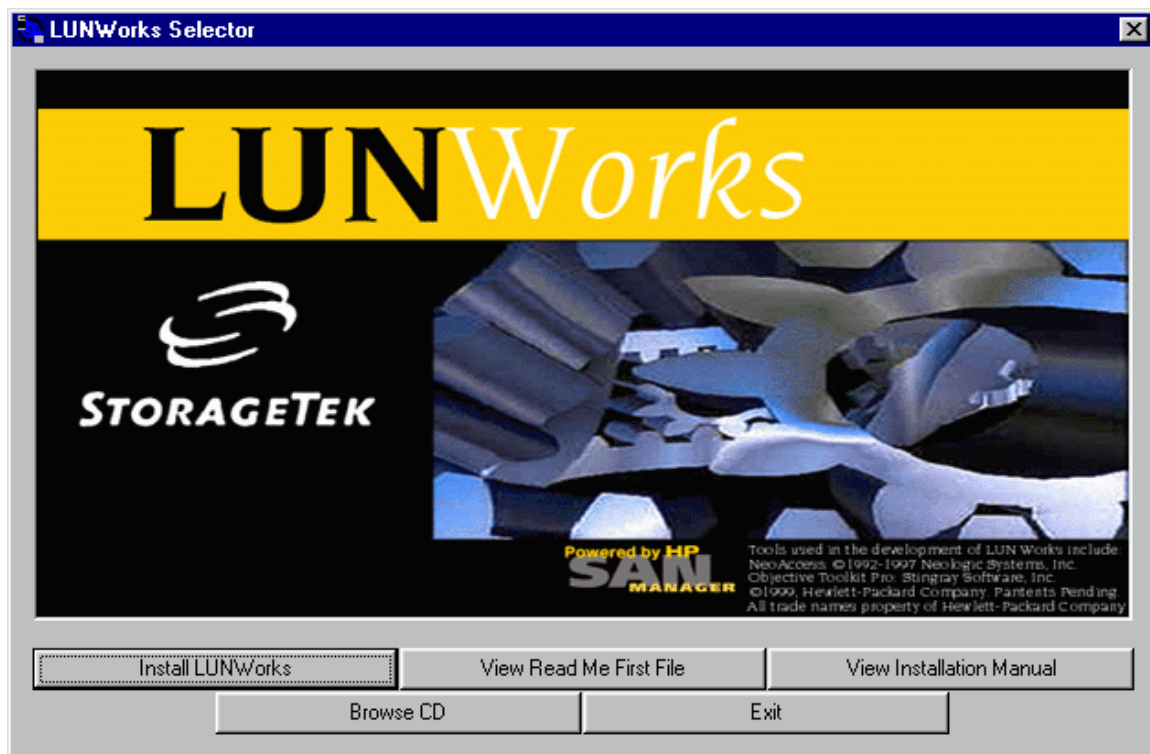 LUNWorks Selector
LUNWorks
STORAGETEK
Powered by HP
SAN
MANAGER
Tools used in the development of LUN Works include:
NeoAccess: ©1992-1997 Neologic Systems, Inc.
Objective Toolkit Pro: Stingray Software, Inc.
©1999, Hewlett-Packard Company. Pantents Pending.
All trade names property of Hewlett-Packard Company
Install LUNWorks
View Read Me First File
View Installation Manual
Browse CD
Exit